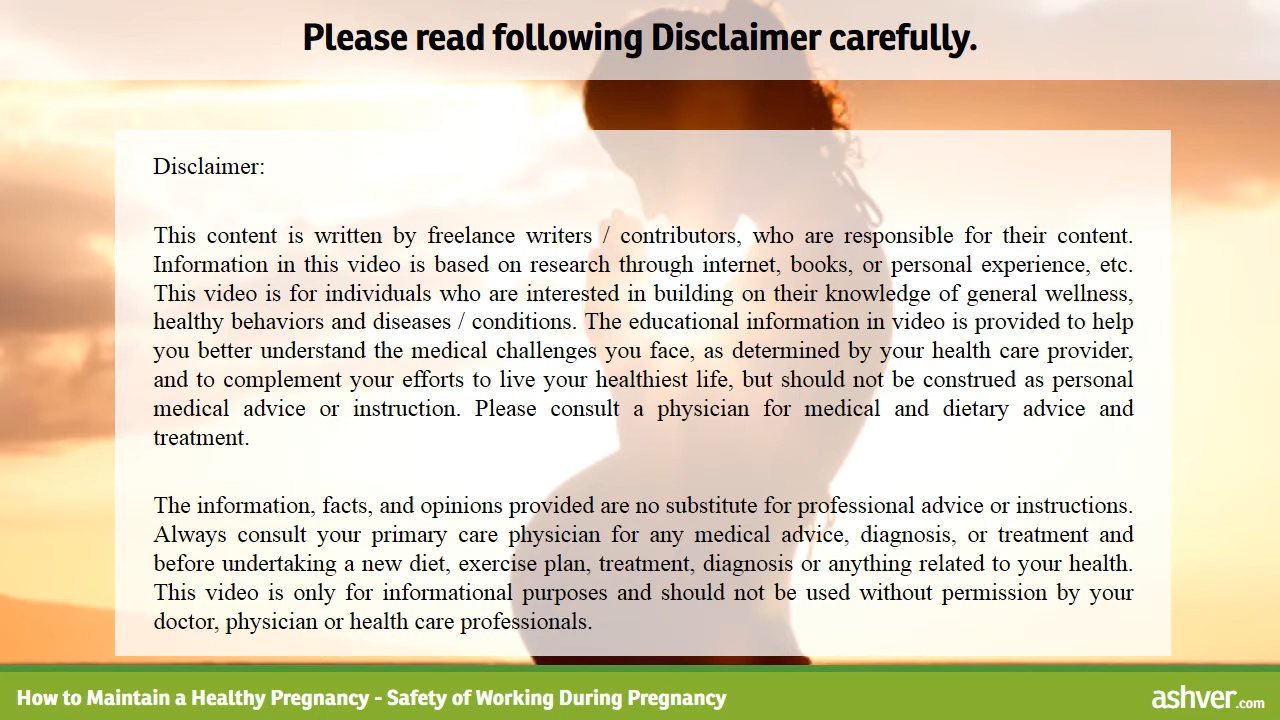 Please read following Disclaimer carefully.
Disclaimer:
This content is written by freelance writers / contributors, who are responsible for their content.
Information in this video is based on research through internet, books, or personal experience, etc.
This video is for individuals who are interested in building on their knowledge of general wellness,
healthy behaviors and diseases / conditions. The educational information in video is provided to help
you better understand the medical challenges you face, as determined by your health care provider,
and to complement your efforts to live your healthiest life, but should not be construed as personal
medical advice or instruction. Please consult a physician for medical and dietary advice and
treatment.
The information, facts, and opinions provided are no substitute for professional advice or instructions.
Always consult your primary care physician for any medical advice, diagnosis, or treatment and
before undertaking a new diet, exercise plan, treatment, diagnosis or anything related to your health.
This video is only for informational purposes and should not be used without permission by your
doctor, physician or health care professionals.
How to Maintain a Healthy Pregnancy - Safety of Working During Pregnancy
ashver.com